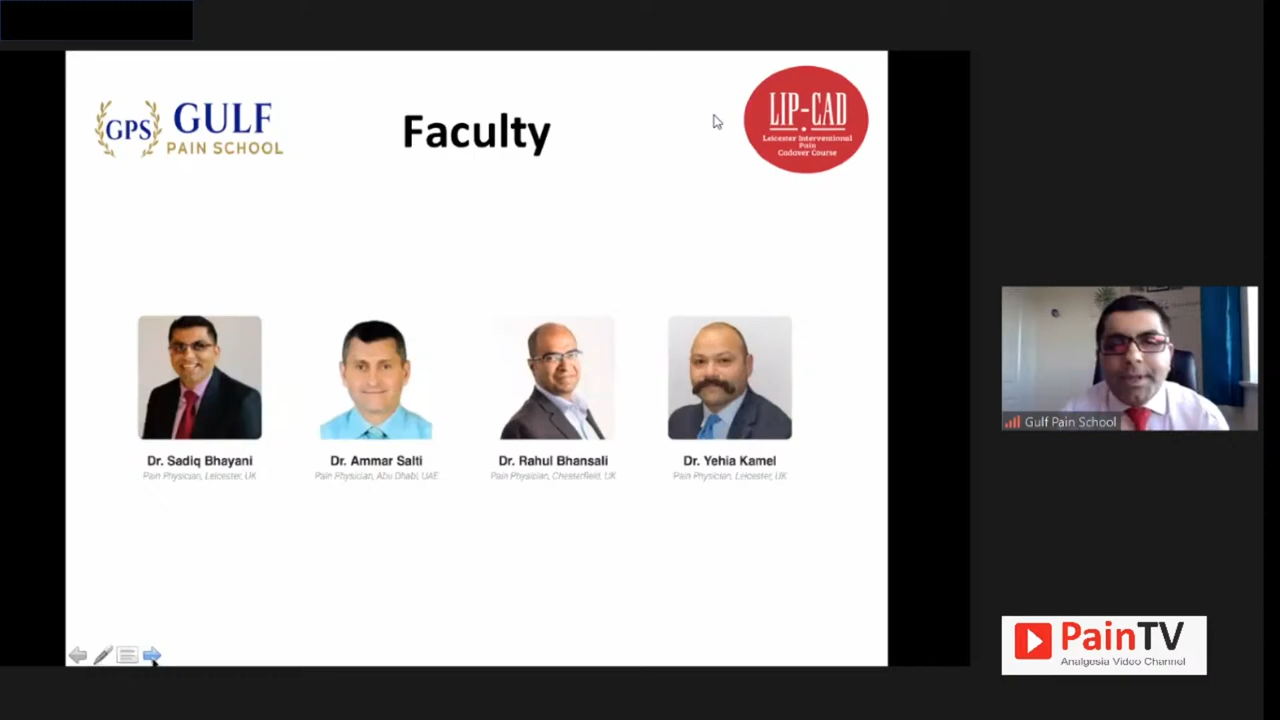 GPS GULF
PAIN SCHOOL
Faculty
LIP-CAD
Leicester Interventional
Pain
Cadaver Course
Dr. Sadiq Bhayani
Pain Physician, Leicester, UK
Dr. Ammar Salti
Pain Physician, Abu Dhabi, UAE
Dr. Rahul Bhansali
Pain Physician, Chesterfield, UK
Dr. Yehia Kamel
Pain Physician, Leicester, UK
Gulf Pain School
PainTV
Analgesia Video Channel